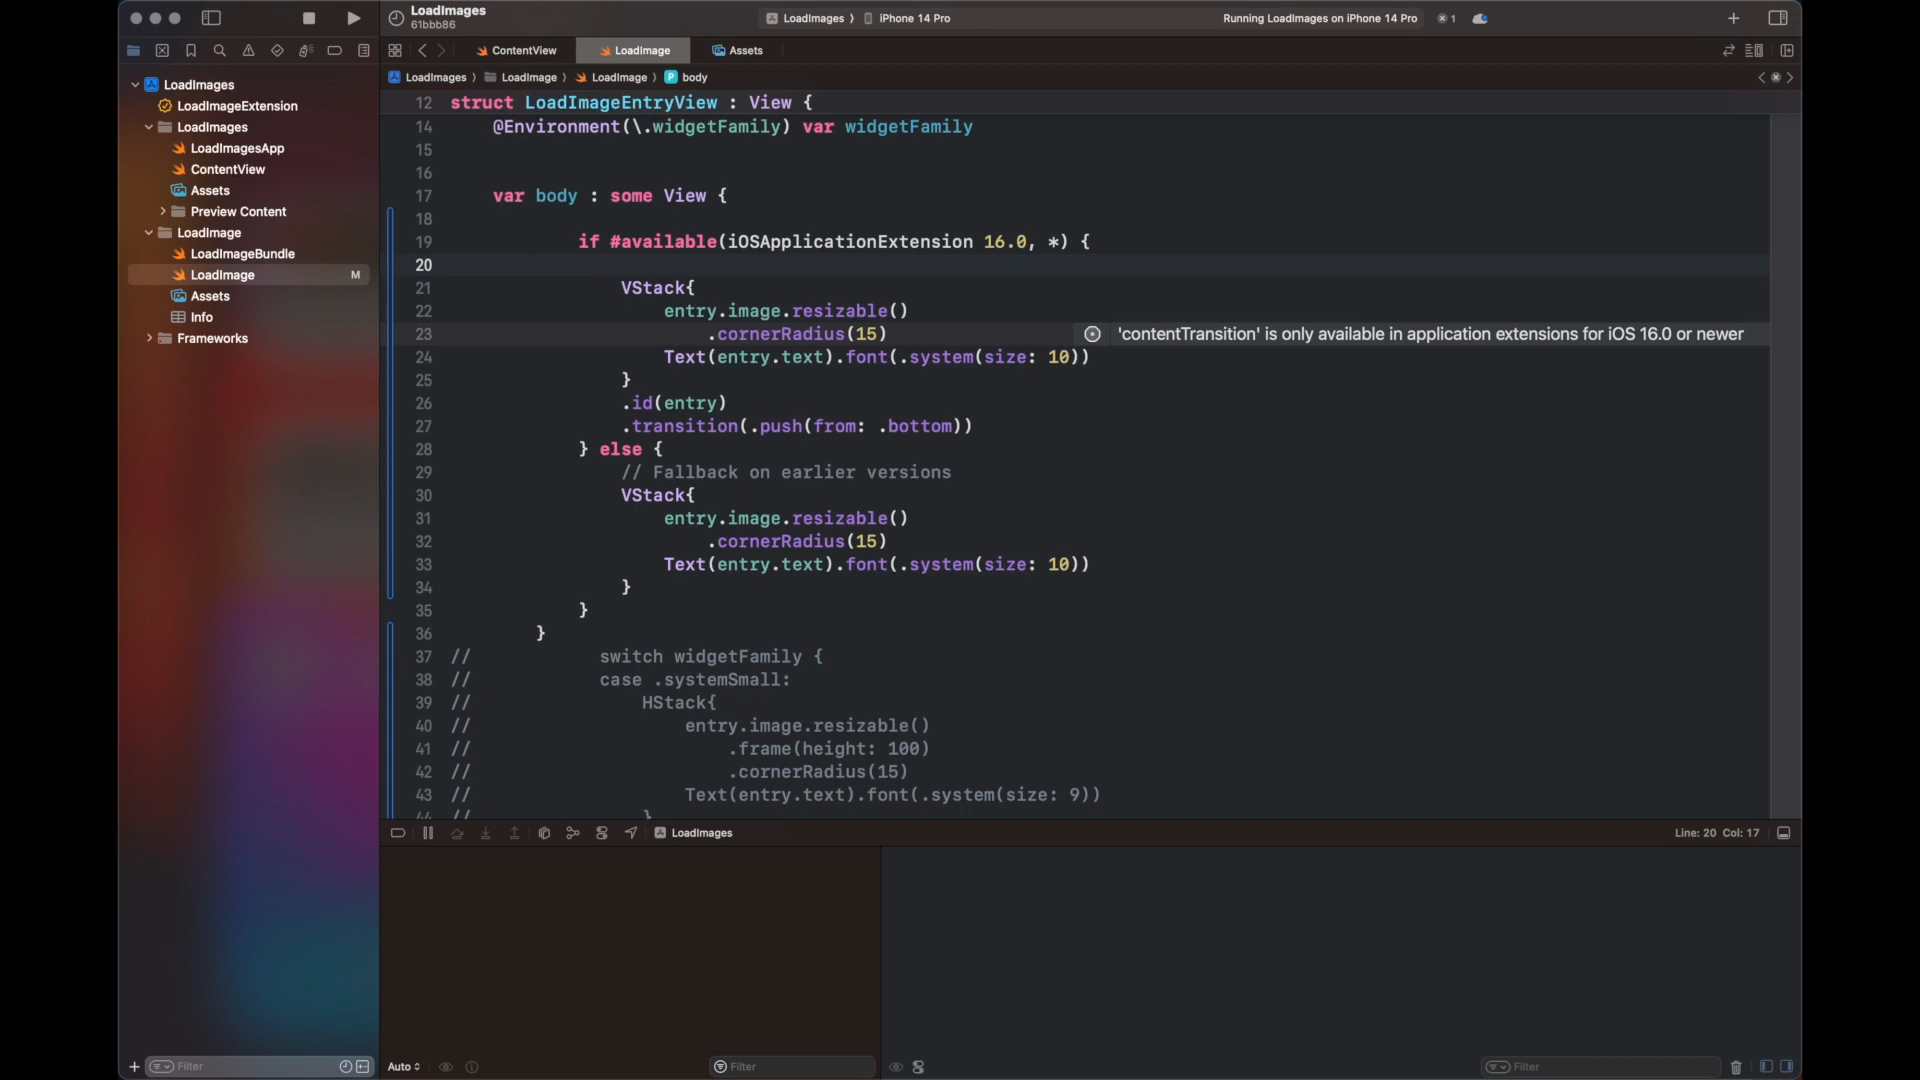 LoadImages
61bbb86
LoadImages
iPhone 14 Pro
Running LoadImages on iPhone 14 Pro
1
ContentView
LoadImage
Assets
LoadImages
LoadImage
LoadImage
P
body
LoadImages
LoadImageExtension
LoadImages
LoadImagesApp
ContentView
Assets
Preview Content
LoadImage
LoadImageBundle
LoadImage M
Assets
Info
Frameworks
12 struct LoadImageEntryView : View {
14 @Environment(\.widgetFamily) var widgetFamily
15
16
17 var body : some View {
18
19 if #available(iOSApplicationExtension 16.0, *) {
20
21 VStack{
22 entry.image.resizable()
23 .cornerRadius(15) 'contentTransition' is only available in application extensions for iOS 16.0 or newer
24 Text(entry.text).font(.system(size: 10))
25 }
26 .id(entry)
27 .transition(.push(from: .bottom))
28 } else {
29 // Fallback on earlier versions
30 VStack{
31 entry.image.resizable()
32 .cornerRadius(15)
33 Text(entry.text).font(.system(size: 10))
34 }
35 }
36 }
37 // switch widgetFamily {
38 // case .systemSmall:
39 // HStack{
40 // entry.image.resizable()
41 // .frame(height: 100)
42 // .cornerRadius(15)
43 // Text(entry.text).font(.system(size: 9))
44 // }
LoadImages
Line: 20 Col: 17
Filter
Auto
Filter
Filter